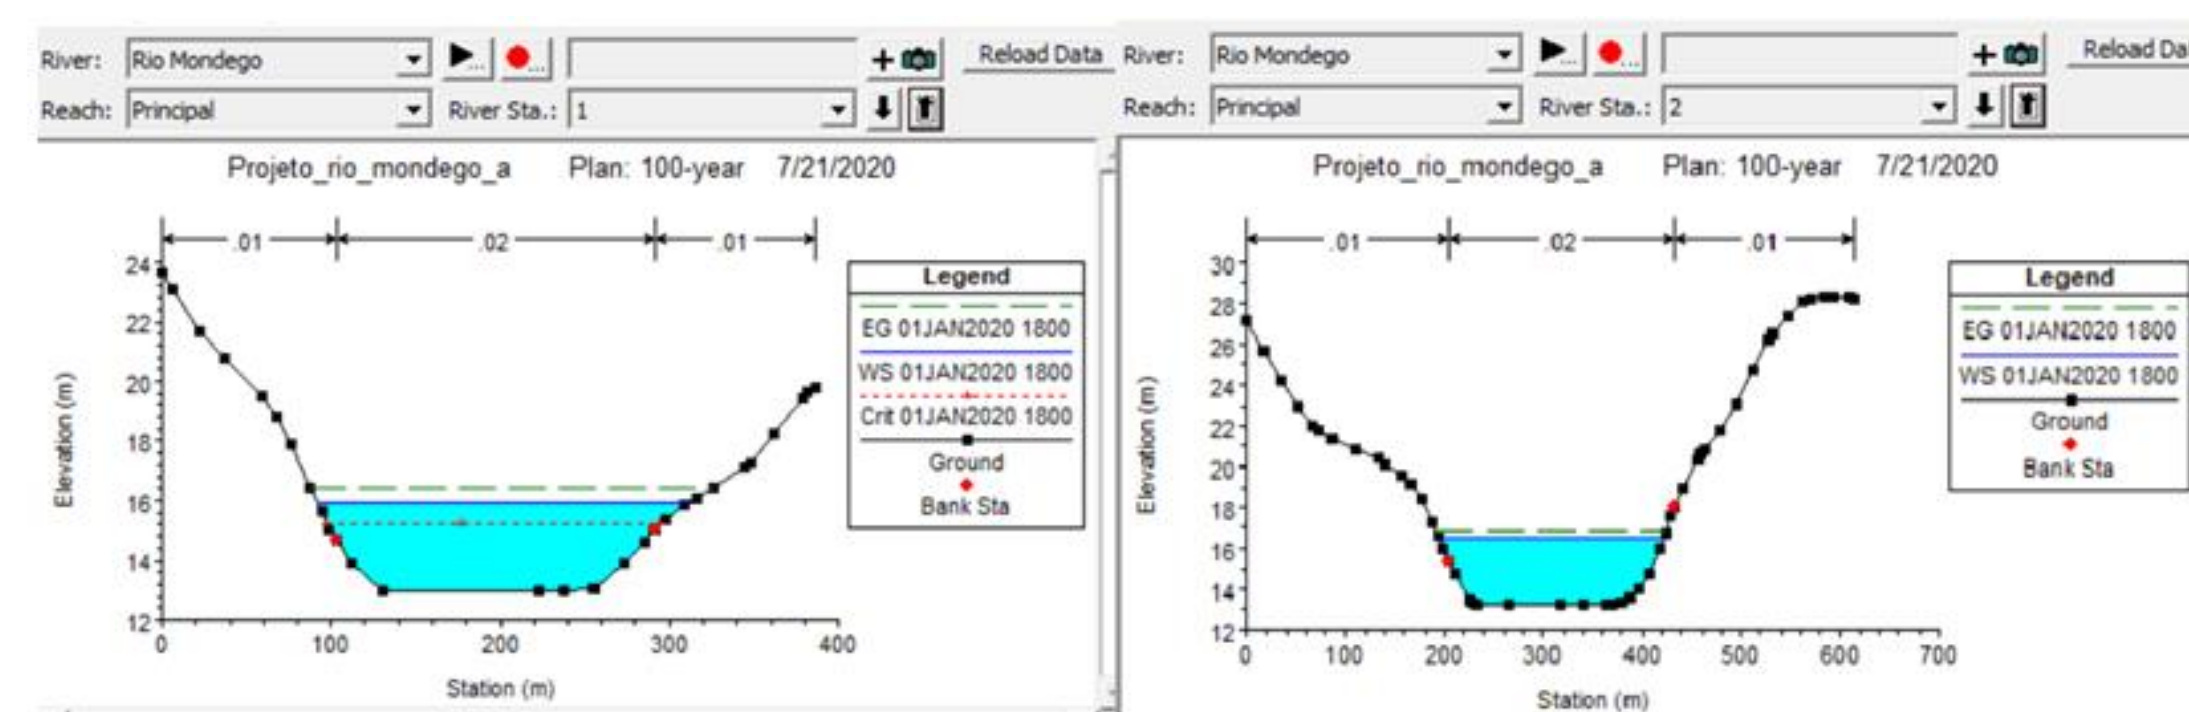 River: Rio Mondego Reload Data
Reach: Principal River Sta.: 1
Projeto_rio_mondego_a Plan: 100-year 7/21/2020
.01 .02 .01
24
22
20
18
16
14
12
0 100 200 300 400
Elevation (m)
Station (m)
Legend
EG 01JAN2020 1800
WS 01JAN2020 1800
Crit 01JAN2020 1800
Ground
Bank Sta
River: Rio Mondego Reload Da
Reach: Principal River Sta.: 2
Projeto_rio_mondego_a Plan: 100-year 7/21/2020
.01 .02 .01
30
28
26
24
22
20
18
16
14
12
0 100 200 300 400 500 600 700
Elevation (m)
Station (m)
Legend
EG 01JAN2020 1800
WS 01JAN2020 1800
Ground
Bank Sta